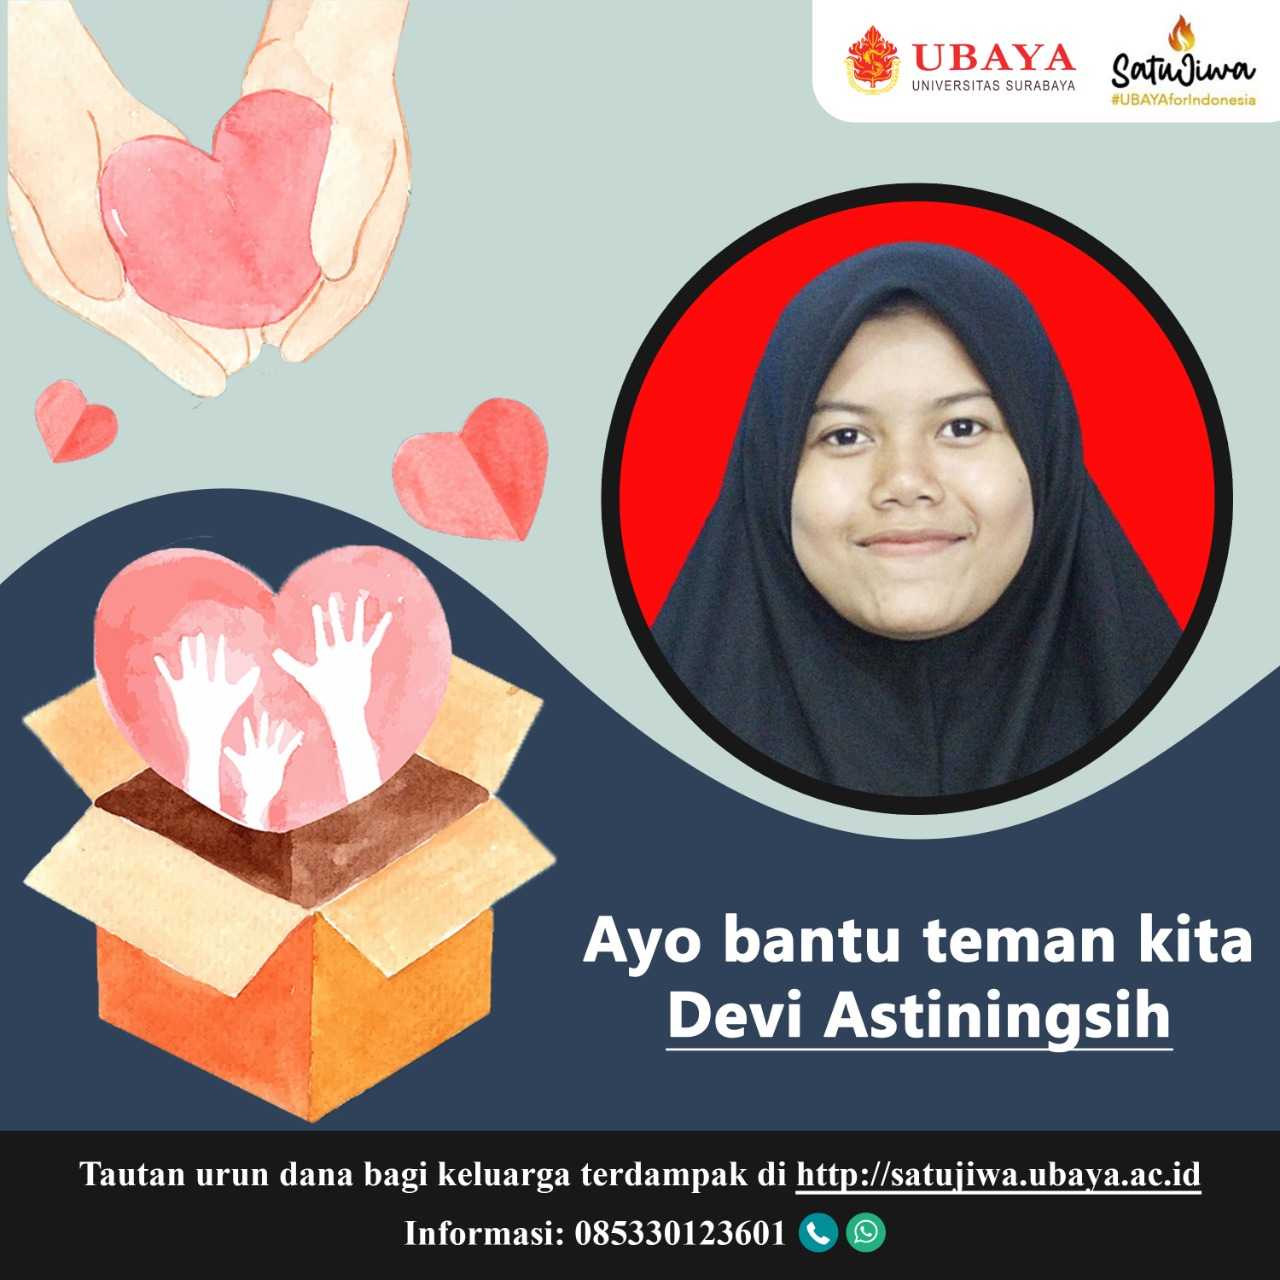 UBAYA
UNIVERSITAS SURABAYA
SatuJiwa
#UBAYAforIndonesia
Ayo bantu teman kita
Devi Astiningsih
Tautan urun dana bagi keluarga terdampak di http://satujiwa.ubaya.ac.id
Informasi: 085330123601